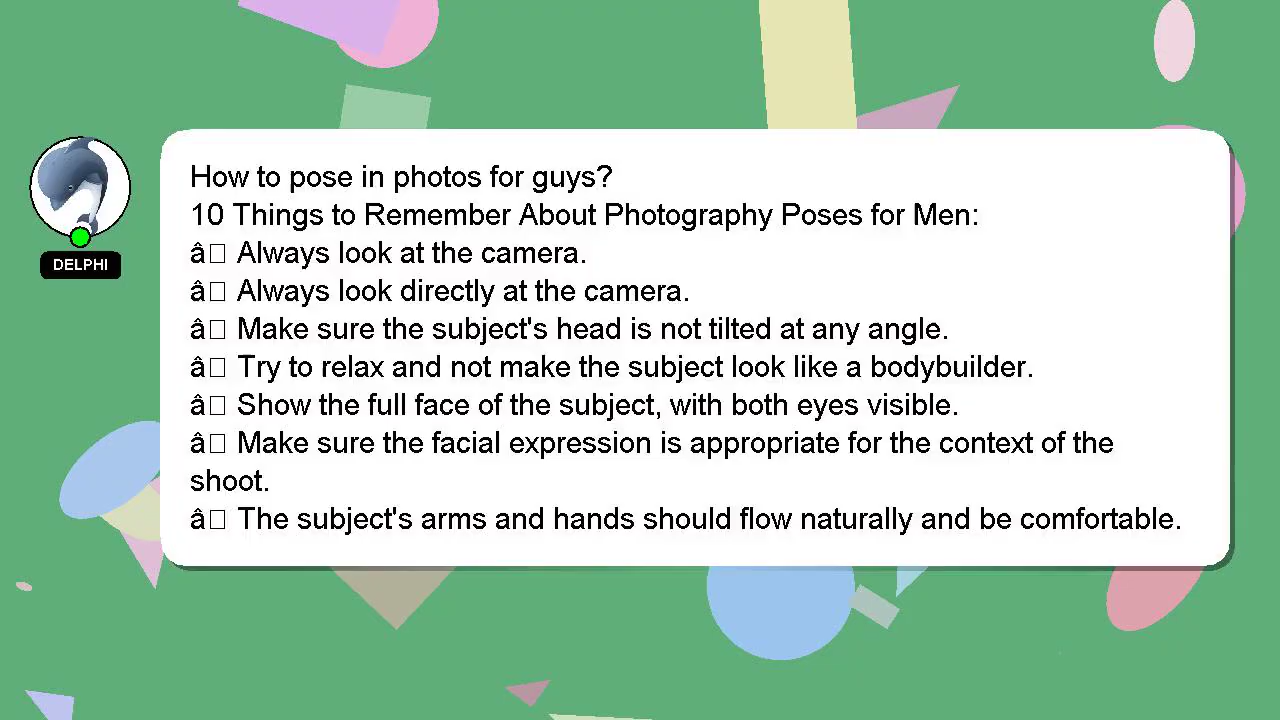 DELPHI
How to pose in photos for guys?
10 Things to Remember About Photography Poses for Men:
â□ Always look at the camera.
â□ Always look directly at the camera.
â□ Make sure the subject's head is not tilted at any angle.
â□ Try to relax and not make the subject look like a bodybuilder.
â□ Show the full face of the subject, with both eyes visible.
â□ Make sure the facial expression is appropriate for the context of the
shoot.
â□ The subject's arms and hands should flow naturally and be comfortable.